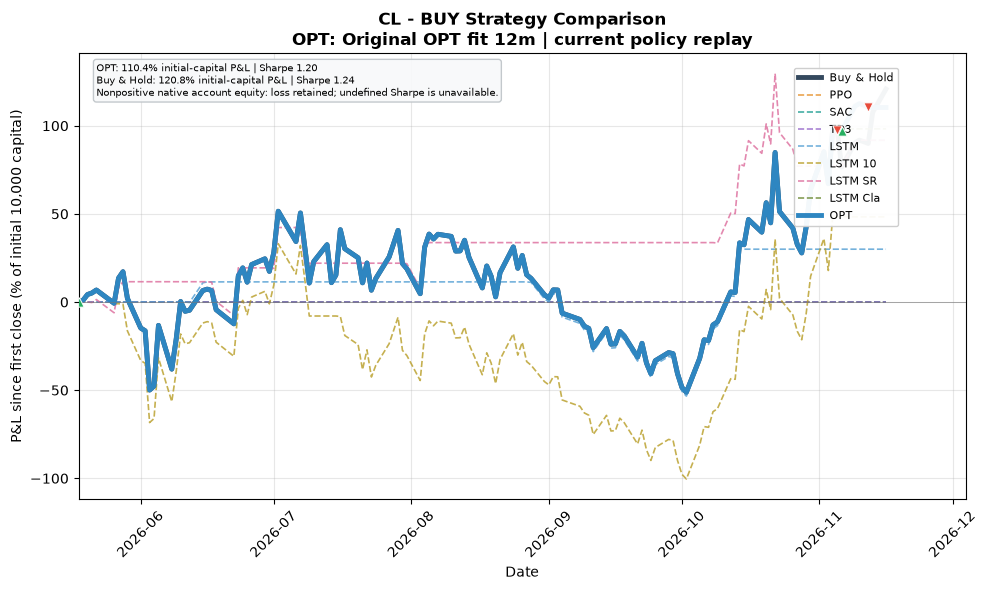 CL - BUY Strategy Comparison
OPT: Original OPT fit 12m | current policy replay
OPT: 110.4% initial-capital P&L | Sharpe 1.20
Buy & Hold: 120.8% initial-capital P&L | Sharpe 1.24
Nonpositive native account equity: loss retained; undefined Sharpe is unavailable.
Buy & Hold
PPO
SAC
LSTM
LSTM 10
LSTM SR
LSTM Cla
OPT
P&L since first close (% of initial 10,000 capital)
100
50
0
−50
−100
2026-06
2026-07
2026-08
2026-09
2026-10
2026-11
2026-12
Date